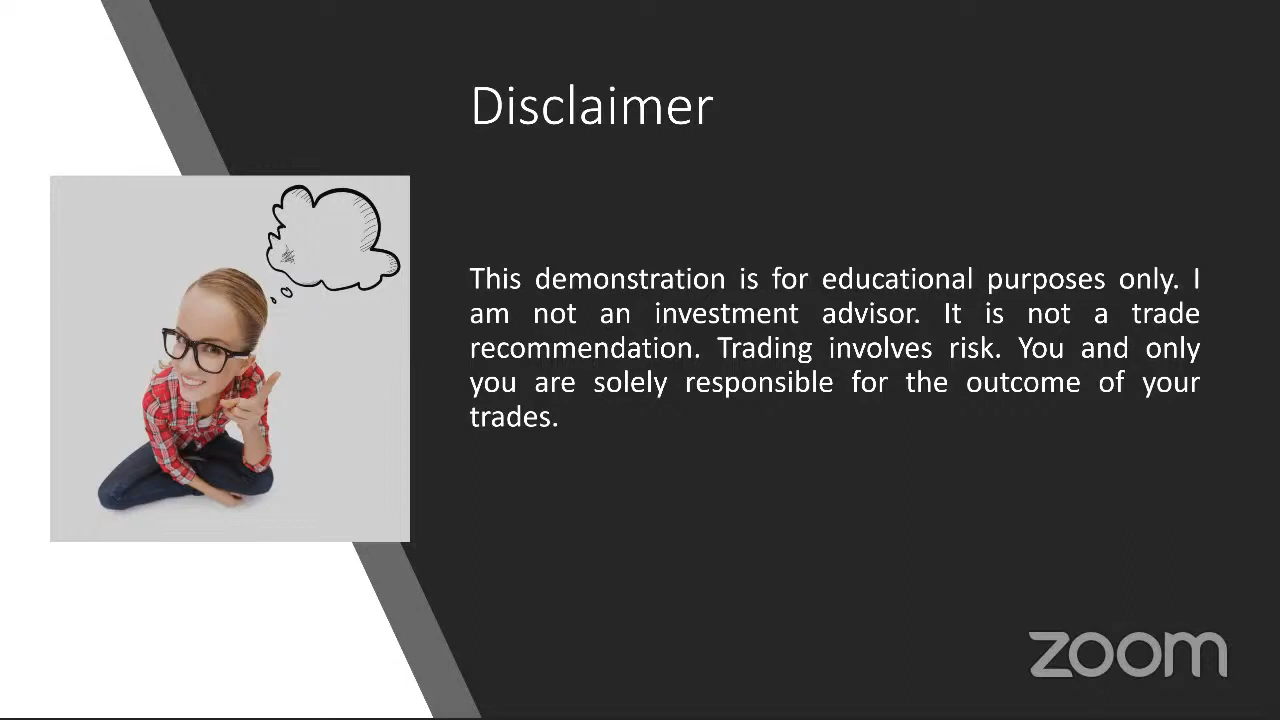 Disclaimer
This demonstration is for educational purposes only. I
am not an investment advisor. It is not a trade
recommendation. Trading involves risk. You and only
you are solely responsible for the outcome of your
trades.
zoom